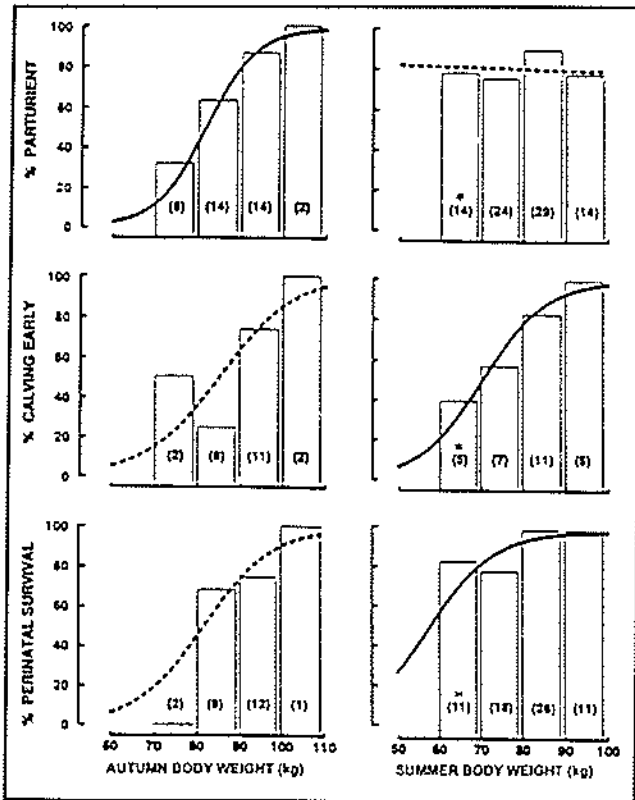 % PARTURIENT
100
80
60
40
20
0
(14) (14) (2)
*
(14) (24) (29) (14)
% CALVING EARLY
100
80
60
40
20
0
(2) (8) (11) (2)
*
(5) (7) (11)
% PERINATAL SURVIVAL
100
80
60
40
20
0
(2) (9) (12) (1)
(11) (18) (26) (11)
60 70 80 90 100 110
50 60 70 80 90 100
AUTUMN BODY WEIGHT (kg)
SUMMER BODY WEIGHT (kg)